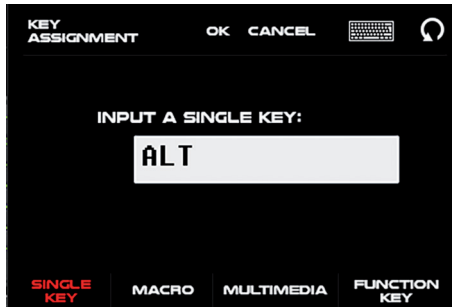 KEY
ASSIGNMENT
OK CANCEL
INPUT A SINGLE KEY:
ALT
SINGLE
KEY
MACRO
MULTIMEDIA
FUNCTION
KEY